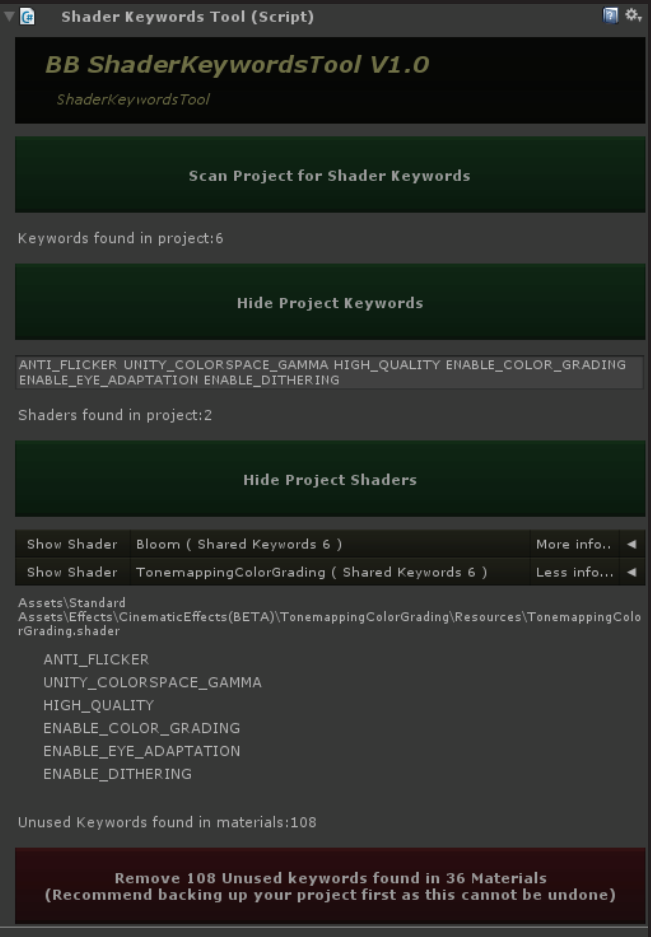 Shader Keywords Tool (Script)
BB ShaderKeywordsTool V1.0
ShaderKeywordsTool
Scan Project for Shader Keywords
Keywords found in project:6
Hide Project Keywords
ANTI_FLICKER UNITY_COLORSPACE_GAMMA HIGH_QUALITY ENABLE_COLOR_GRADING
ENABLE_EYE_ADAPTATION ENABLE_DITHERING
Shaders found in project:2
Hide Project Shaders
Show Shader Bloom ( Shared Keywords 6 ) More info.. ◀
Show Shader TonemappingColorGrading ( Shared Keywords 6 ) Less info... ◀
Assets\Standard
Assets\Effects\CinematicEffects(BETA)\TonemappingColorGrading\Resources\TonemappingColo
rGrading.shader
ANTI_FLICKER
UNITY_COLORSPACE_GAMMA
HIGH_QUALITY
ENABLE_COLOR_GRADING
ENABLE_EYE_ADAPTATION
ENABLE_DITHERING
Unused Keywords found in materials:108
Remove 108 Unused keywords found in 36 Materials
(Recommend backing up your project first as this cannot be undone)